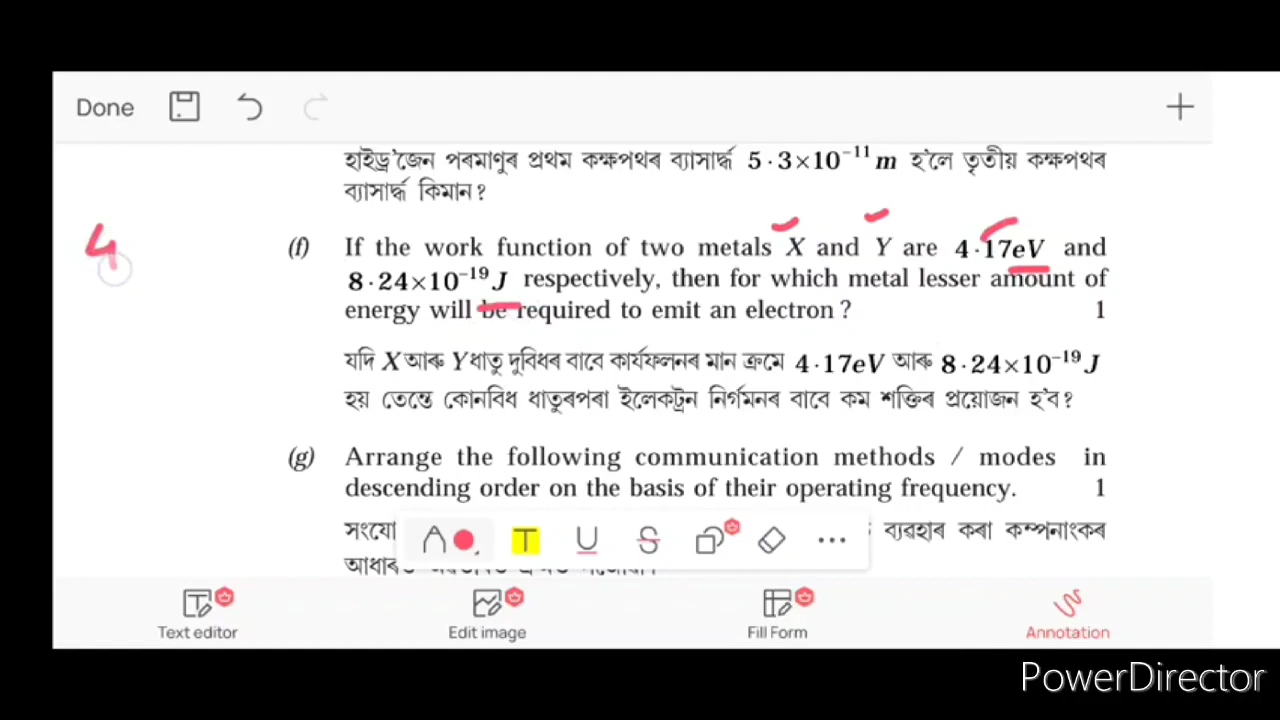 Done
হাইড্ৰ'জেন পৰমাণুৰ প্ৰথম কক্ষপথৰ ব্যাসাৰ্দ্ধ 5·3×10⁻¹¹ m হ'লে তৃতীয় কক্ষপথৰ
ব্যাসাৰ্দ্ধ কিমান?
4
(f) If the work function of two metals X and Y are 4·17eV and
8·24×10⁻¹⁹ J respectively, then for which metal lesser amount of
energy will be required to emit an electron? 1
যদি X আৰু Y ধাতু দুবিধৰ বাবে কাৰ্যফলনৰ মান ক্ৰমে 4·17eV আৰু 8·24×10⁻¹⁹ J
হয় তেন্তে কোনবিধ ধাতুৰপৰা ইলেকট্ৰন নিৰ্গমনৰ বাবে কম শক্তিৰ প্ৰয়োজন হ'ব?
(g) Arrange the following communication methods / modes in
descending order on the basis of their operating frequency. 1
ব্যৱহাৰ কৰা কম্পনাংকৰ
Text editor
Edit image
Fill Form
Annotation
PowerDirector